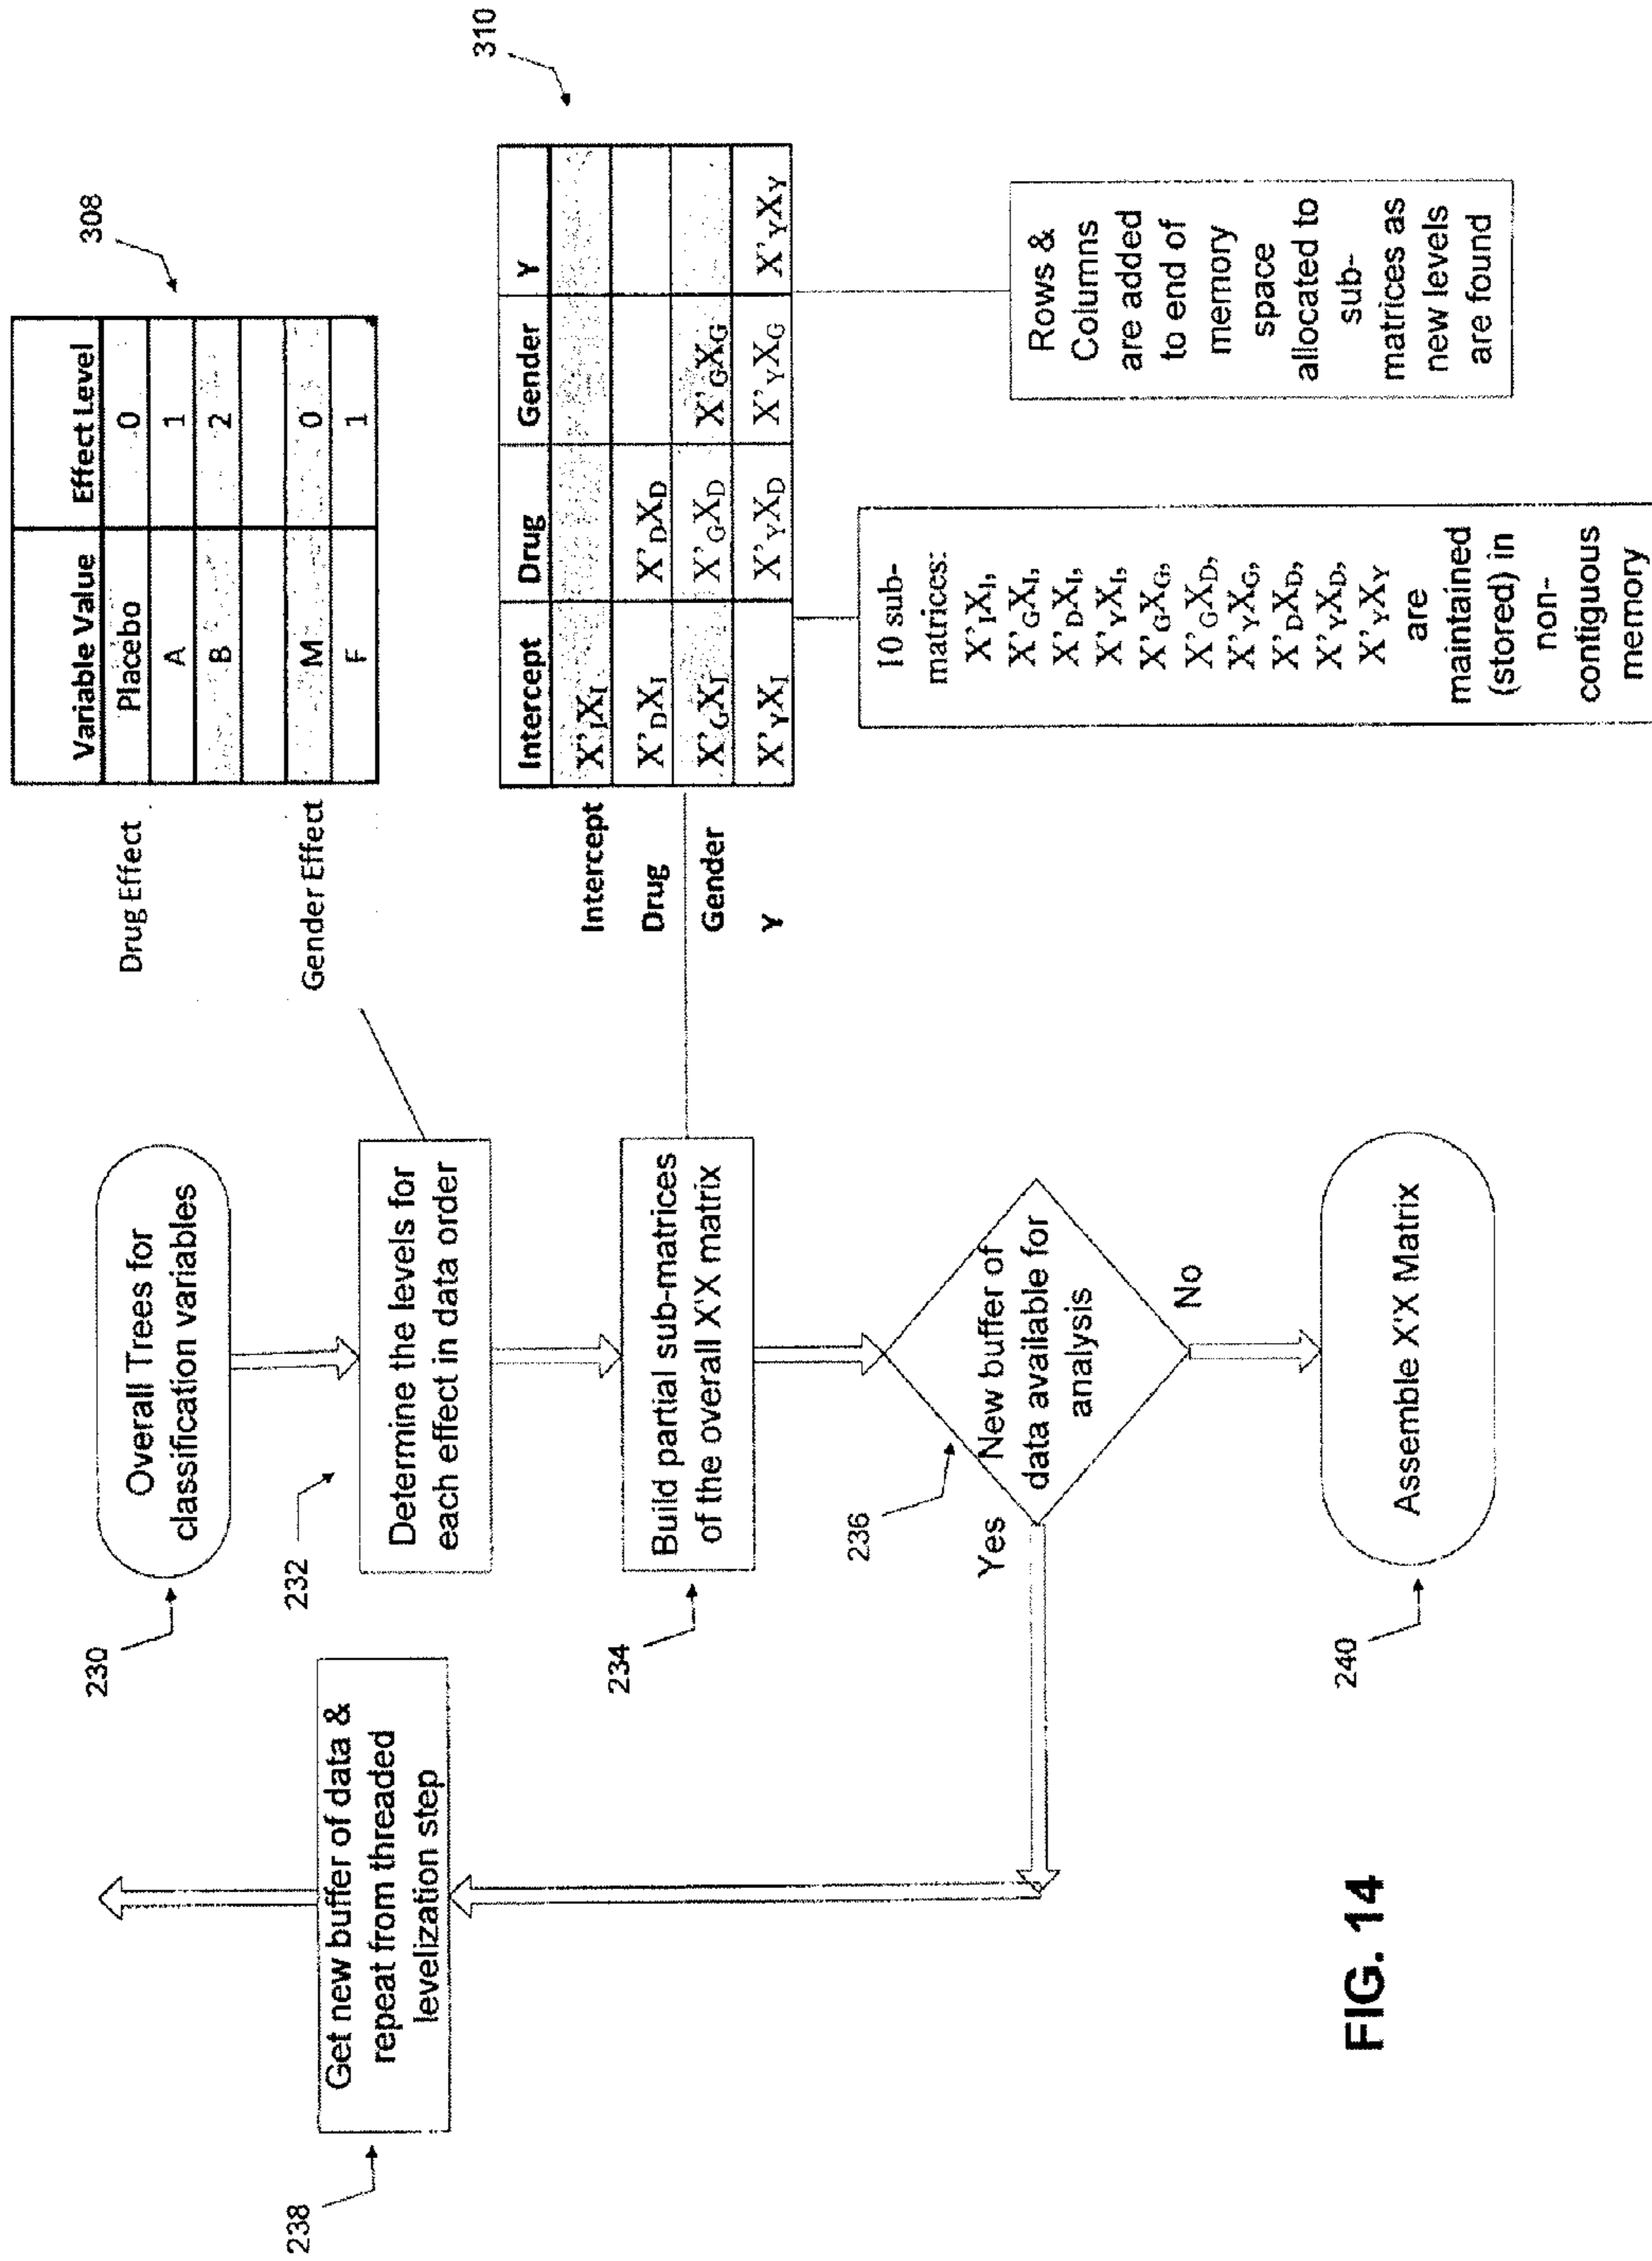 230
Overall Trees for
classification variables
232
Determine the levels for
each effect in data order
234
Build partial sub-matrices
of the overall X'X matrix
236
New buffer of
data available for
analysis
Yes
No
238
Get new buffer of data &
repeat from threaded
levelization step
240
Assemble X'X Matrix
308
Variable Value Effect Level
Drug Effect Placebo 0
A 1
B 2
Gender Effect M 0
F 1
310
Intercept Drug Gender Y
Intercept X'IXI
Drug X'DXI X'DXD
Gender X'GXI X'GXD X'GXG
Y X'YXI X'YXD X'YXG X'YXY
10 sub-
matrices:
X'IXI,
X'GXI,
X'DXI,
X'YXI,
X'GXG,
X'GXD,
X'YXG,
X'DXD,
X'YXD,
X'YXY
are
maintained
(stored) in
non-
contiguous
memory
Rows &
Columns
are added
to end of
memory
space
allocated to
sub-
matrices as
new levels
are found
FIG. 14